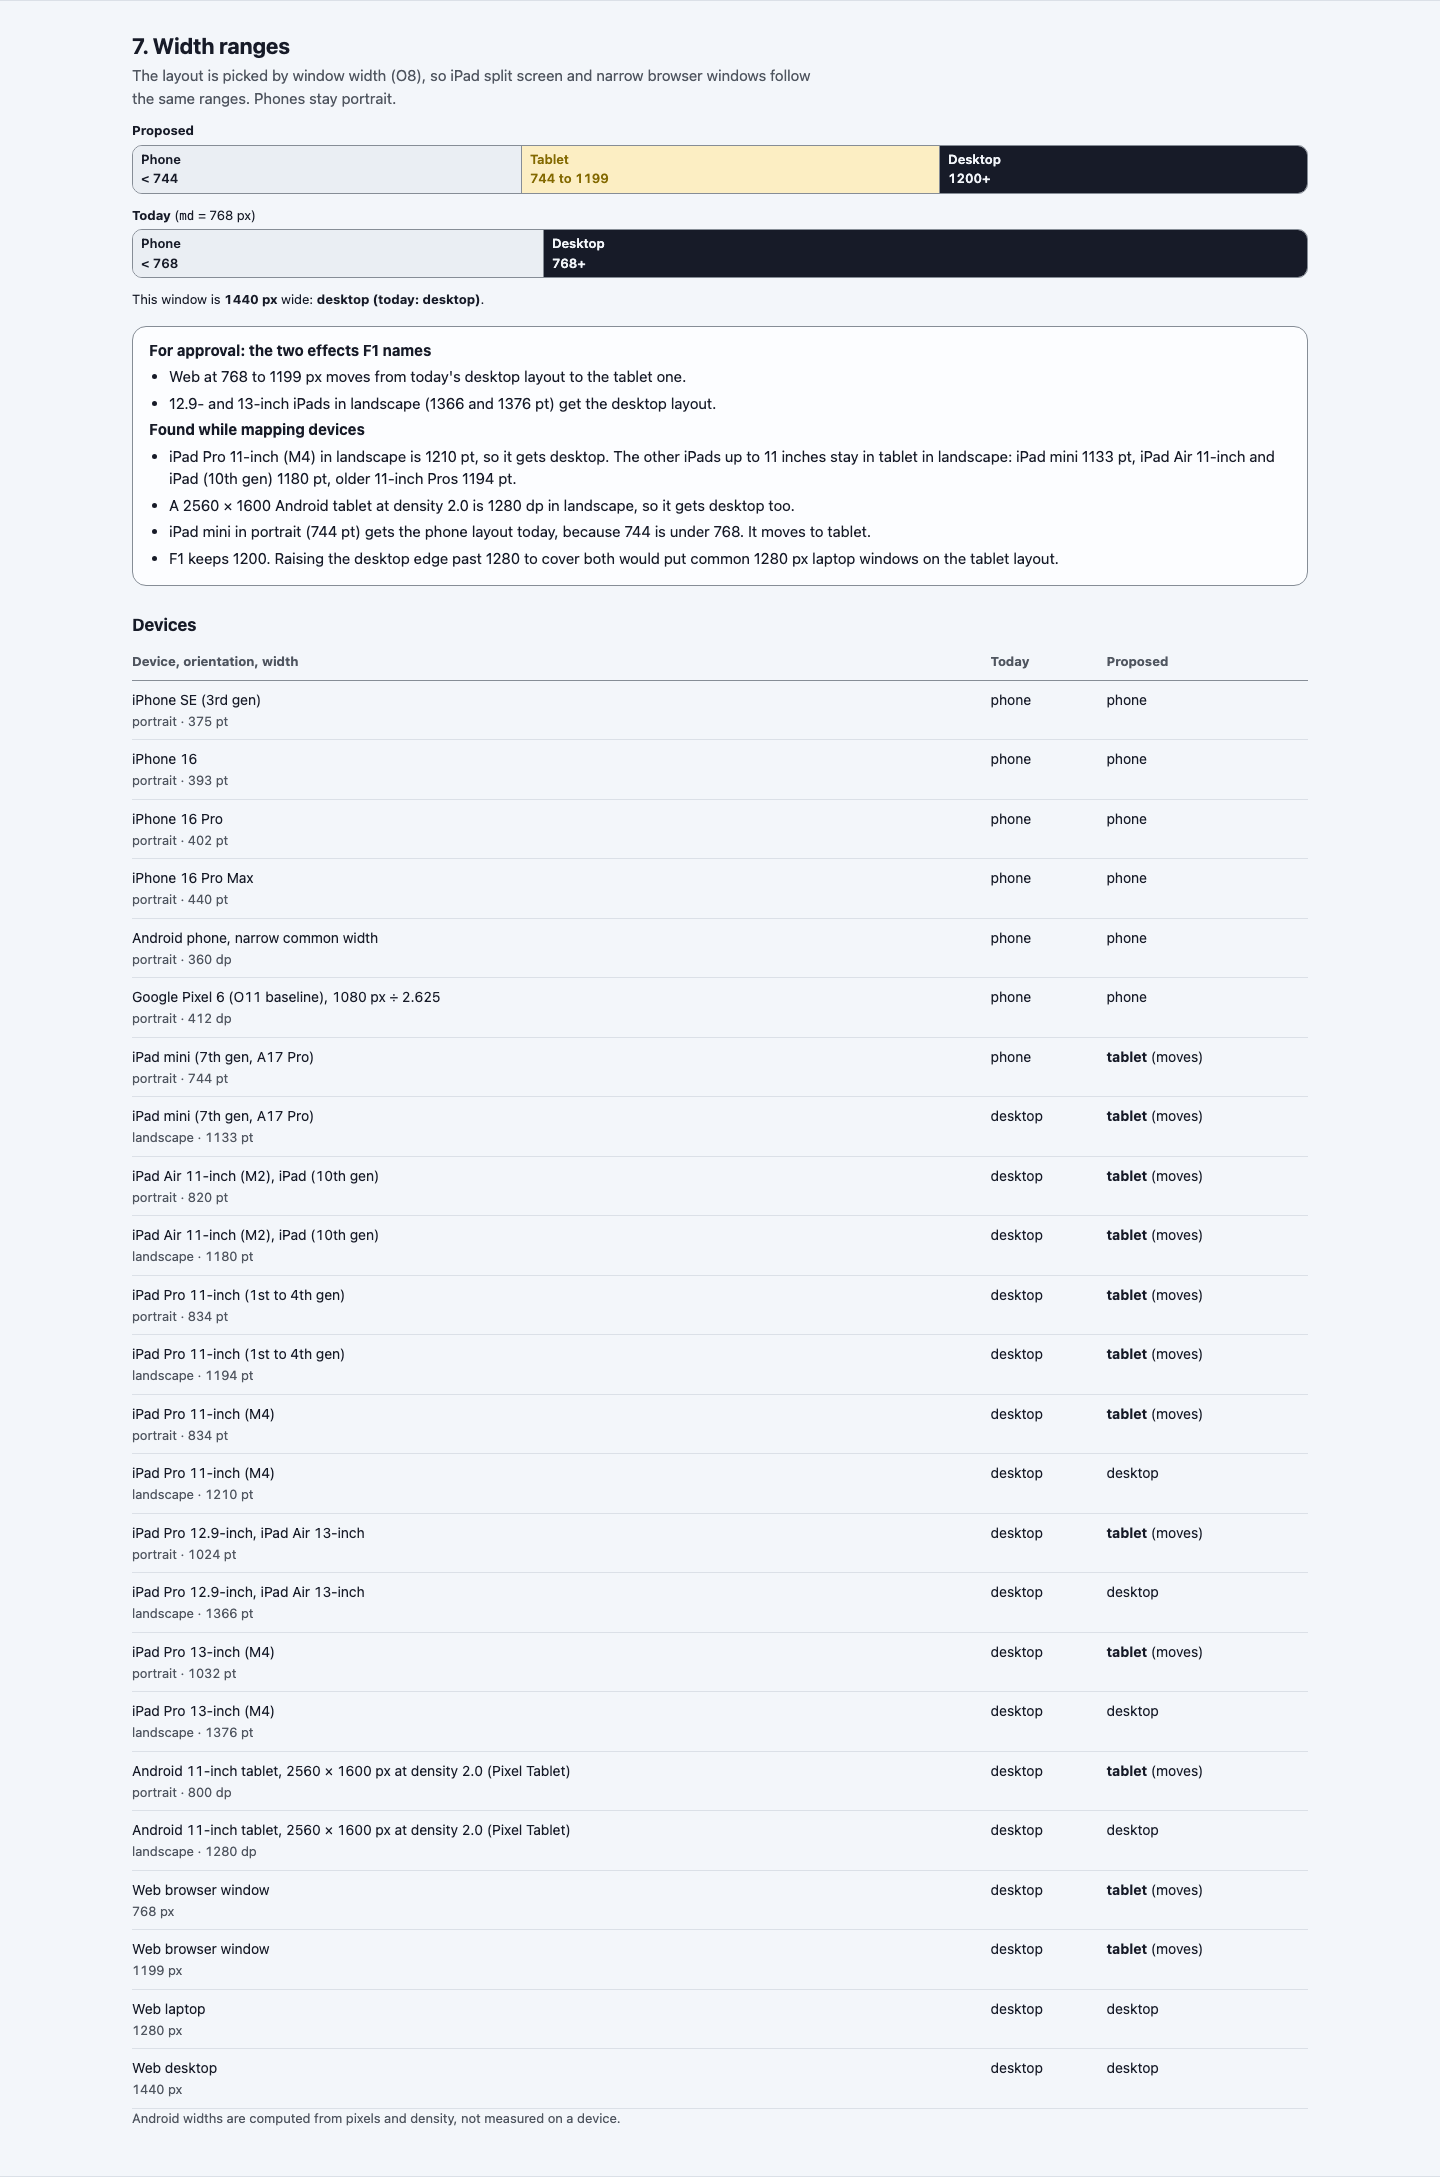 7. Width ranges
The layout is picked by window width (O8), so iPad split screen and narrow browser windows follow
the same ranges. Phones stay portrait.
Proposed
Phone
< 744
Tablet
744 to 1199
Desktop
1200+
Today (md = 768 px)
Phone
< 768
Desktop
768+
This window is 1440 px wide: desktop (today: desktop).
For approval: the two effects F1 names
• Web at 768 to 1199 px moves from today's desktop layout to the tablet one.
• 12.9- and 13-inch iPads in landscape (1366 and 1376 pt) get the desktop layout.
Found while mapping devices
• iPad Pro 11-inch (M4) in landscape is 1210 pt, so it gets desktop. The other iPads up to 11 inches stay in tablet in landscape: iPad mini 1133 pt, iPad Air 11-inch and
iPad (10th gen) 1180 pt, older 11-inch Pros 1194 pt.
• A 2560 × 1600 Android tablet at density 2.0 is 1280 dp in landscape, so it gets desktop too.
• iPad mini in portrait (744 pt) gets the phone layout today, because 744 is under 768. It moves to tablet.
• F1 keeps 1200. Raising the desktop edge past 1280 to cover both would put common 1280 px laptop windows on the tablet layout.
Devices
Device, orientation, width Today Proposed
iPhone SE (3rd gen) phone phone
portrait · 375 pt
iPhone 16 phone phone
portrait · 393 pt
iPhone 16 Pro phone phone
portrait · 402 pt
iPhone 16 Pro Max phone phone
portrait · 440 pt
Android phone, narrow common width phone phone
portrait · 360 dp
Google Pixel 6 (O11 baseline), 1080 px ÷ 2.625 phone phone
portrait · 412 dp
iPad mini (7th gen, A17 Pro) phone tablet (moves)
portrait · 744 pt
iPad mini (7th gen, A17 Pro) desktop tablet (moves)
landscape · 1133 pt
iPad Air 11-inch (M2), iPad (10th gen) desktop tablet (moves)
portrait · 820 pt
iPad Air 11-inch (M2), iPad (10th gen) desktop tablet (moves)
landscape · 1180 pt
iPad Pro 11-inch (1st to 4th gen) desktop tablet (moves)
portrait · 834 pt
iPad Pro 11-inch (1st to 4th gen) desktop tablet (moves)
landscape · 1194 pt
iPad Pro 11-inch (M4) desktop tablet (moves)
portrait · 834 pt
iPad Pro 11-inch (M4) desktop desktop
landscape · 1210 pt
iPad Pro 12.9-inch, iPad Air 13-inch desktop tablet (moves)
portrait · 1024 pt
iPad Pro 12.9-inch, iPad Air 13-inch desktop desktop
landscape · 1366 pt
iPad Pro 13-inch (M4) desktop tablet (moves)
portrait · 1032 pt
iPad Pro 13-inch (M4) desktop desktop
landscape · 1376 pt
Android 11-inch tablet, 2560 × 1600 px at density 2.0 (Pixel Tablet) desktop tablet (moves)
portrait · 800 dp
Android 11-inch tablet, 2560 × 1600 px at density 2.0 (Pixel Tablet) desktop desktop
landscape · 1280 dp
Web browser window desktop tablet (moves)
768 px
Web browser window desktop tablet (moves)
1199 px
Web laptop desktop desktop
1280 px
Web desktop desktop desktop
1440 px
Android widths are computed from pixels and density, not measured on a device.